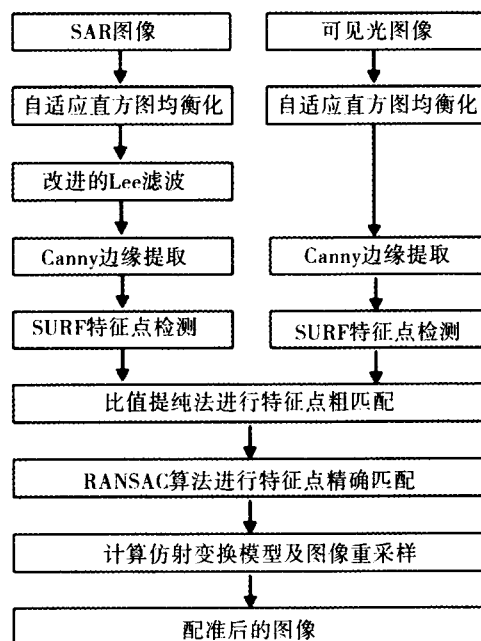 SAR图像
可见光图像
自适应直方图均衡化
自适应直方图均衡化
改进的Lee滤波
Canny边缘提取
Canny边缘提取
SURF特征点检测
SURF特征点检测
比值提纯法进行特征点粗匹配
RANSAC算法进行特征点精确匹配
计算仿射变换模型及图像重采样
配准后的图像